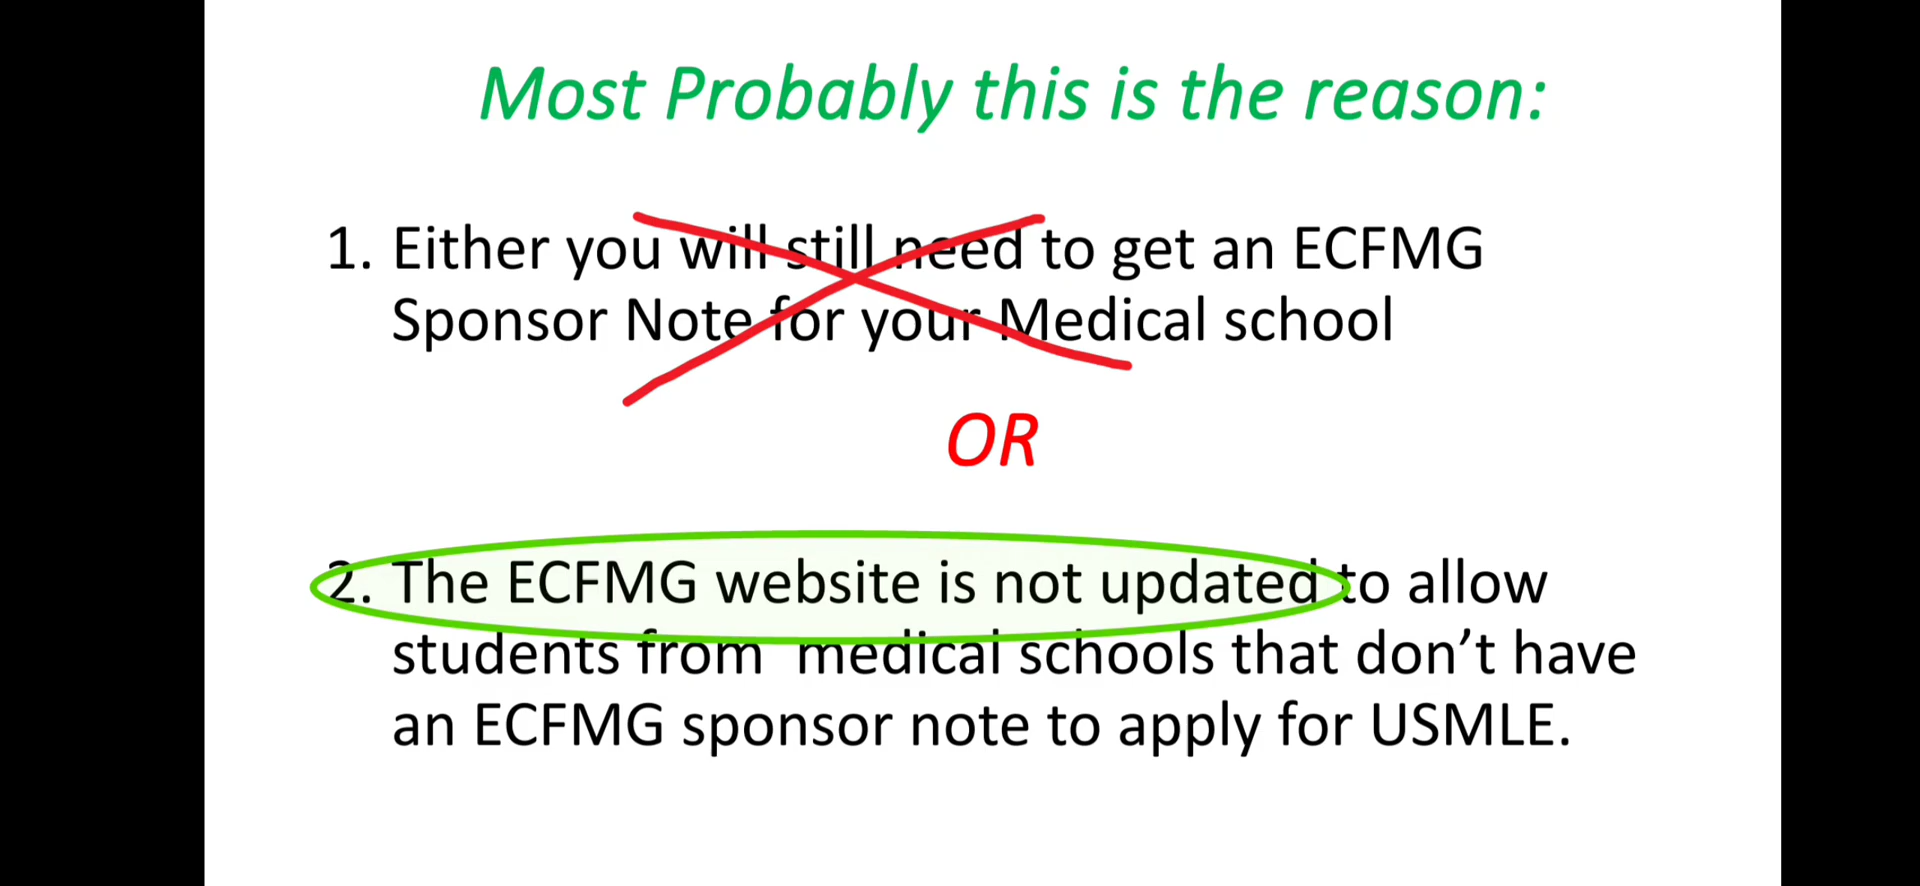 Most Probably this is the reason:
1. Either you will still need to get an ECFMG
Sponsor Note for your Medical school
OR
2. The ECFMG website is not updated to allow
students from  medical schools that don’t have
an ECFMG sponsor note to apply for USMLE.